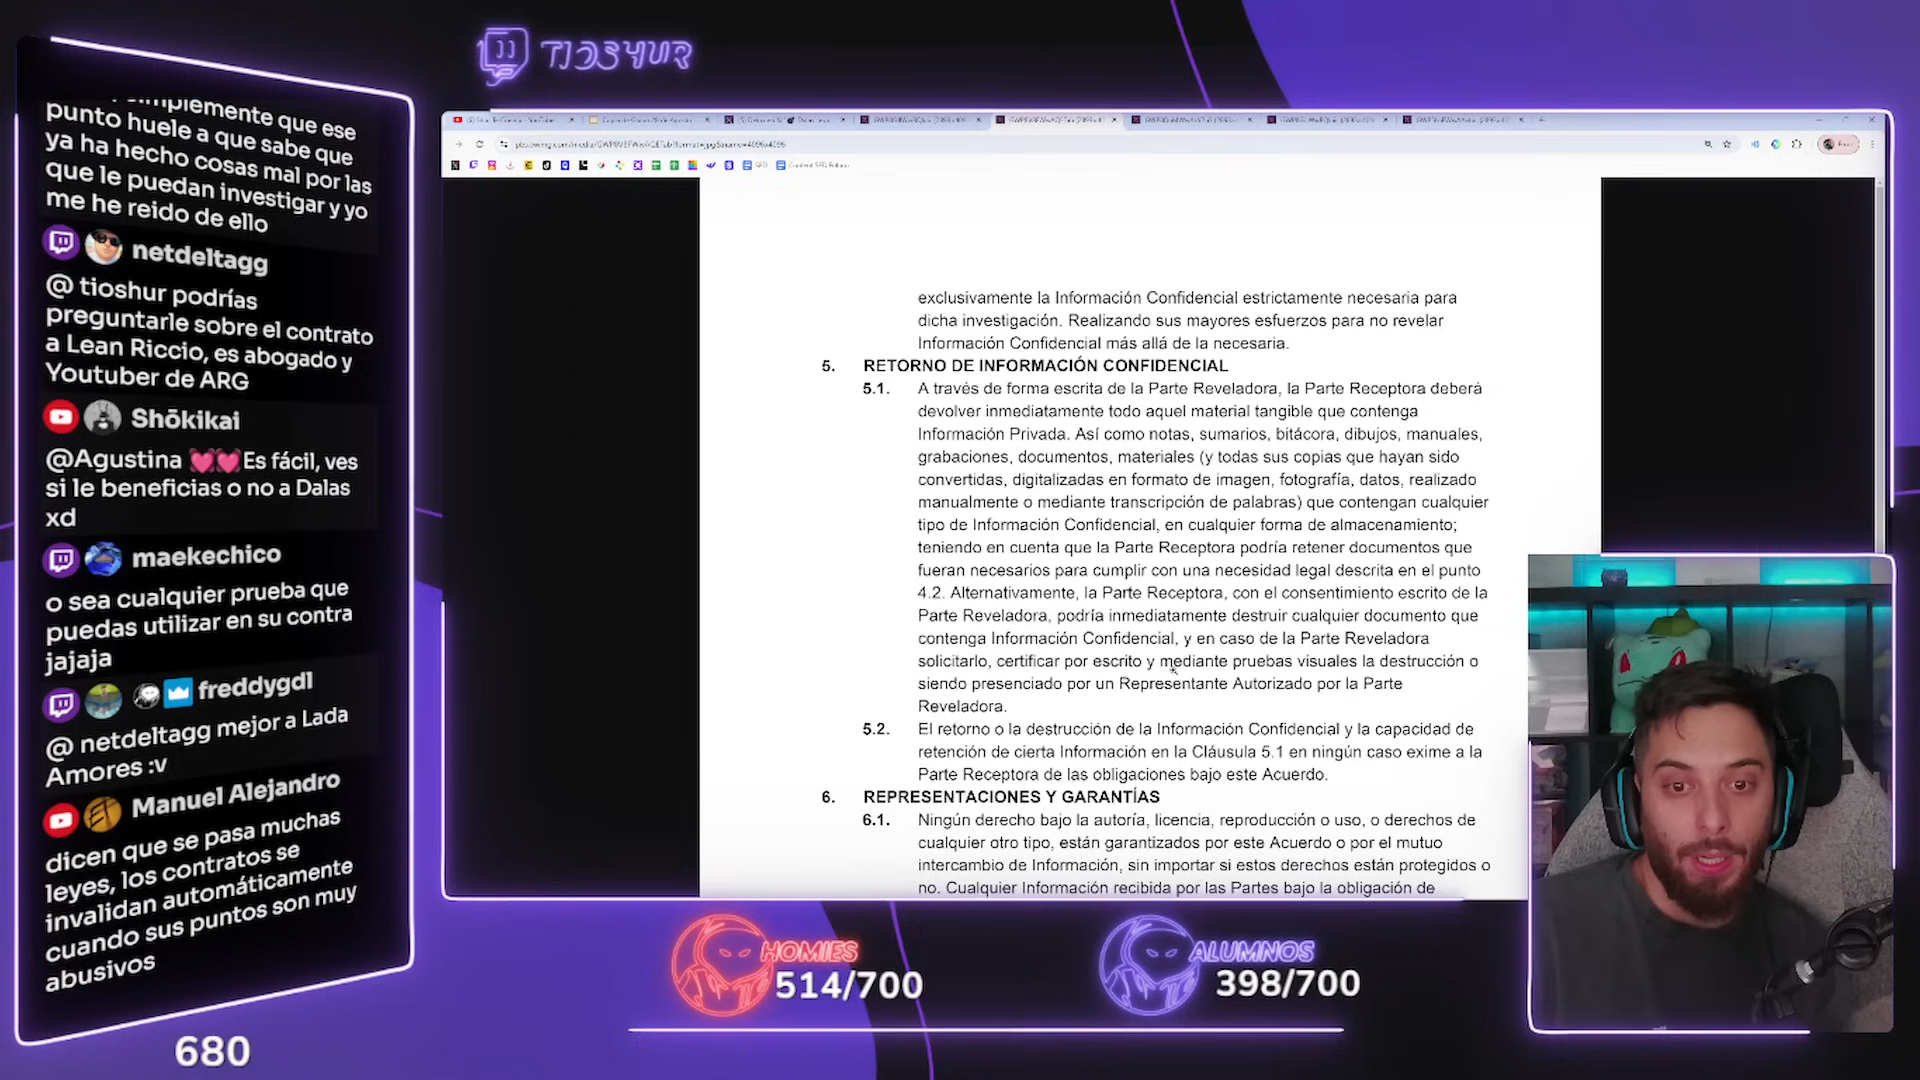 TIOSHUR
simplemente que ese
punto huele a que sabe que
ya ha hecho cosas mal por las
que le puedan investigar y yo
me he reido de ello
netdeltagg
@ tioshur podrías
preguntarle sobre el contrato
a Lean Riccio, es abogado y
Youtuber de ARG
Shōkikai
@Agustina 💓💓Es fácil, ves
si le beneficias o no a Dalas
xd
maekechico
o sea cualquier prueba que
puedas utilizar en su contra
jajaja
freddygdl
@ netdeltagg mejor a Lada
Amores :v
Manuel Alejandro
dicen que se pasa muchas
leyes, los contratos se
invalidan automáticamente
cuando sus puntos son muy
abusivos
680
exclusivamente la Información Confidencial estrictamente necesaria para
dicha investigación. Realizando sus mayores esfuerzos para no revelar
Información Confidencial más allá de la necesaria.
5. RETORNO DE INFORMACIÓN CONFIDENCIAL
5.1. A través de forma escrita de la Parte Reveladora, la Parte Receptora deberá
devolver inmediatamente todo aquel material tangible que contenga
Información Privada. Así como notas, sumarios, bitácora, dibujos, manuales,
grabaciones, documentos, materiales (y todas sus copias que hayan sido
convertidas, digitalizadas en formato de imagen, fotografía, datos, realizado
manualmente o mediante transcripción de palabras) que contengan cualquier
tipo de Información Confidencial, en cualquier forma de almacenamiento;
teniendo en cuenta que la Parte Receptora podría retener documentos que
fueran necesarios para cumplir con una necesidad legal descrita en el punto
4.2. Alternativamente, la Parte Receptora, con el consentimiento escrito de la
Parte Reveladora, podría inmediatamente destruir cualquier documento que
contenga Información Confidencial, y en caso de la Parte Reveladora
solicitarlo, certificar por escrito y mediante pruebas visuales la destrucción o
siendo presenciado por un Representante Autorizado por la Parte
Reveladora.
5.2. El retorno o la destrucción de la Información Confidencial y la capacidad de
retención de cierta Información en la Cláusula 5.1 en ningún caso exime a la
Parte Receptora de las obligaciones bajo este Acuerdo.
6. REPRESENTACIONES Y GARANTÍAS
6.1. Ningún derecho bajo la autoría, licencia, reproducción o uso, o derechos de
cualquier otro tipo, están garantizados por este Acuerdo o por el mutuo
intercambio de Información, sin importar si estos derechos están protegidos o
no. Cualquier Información recibida por las Partes bajo la obligación de
HOMIES
514/700
ALUMNOS
398/700